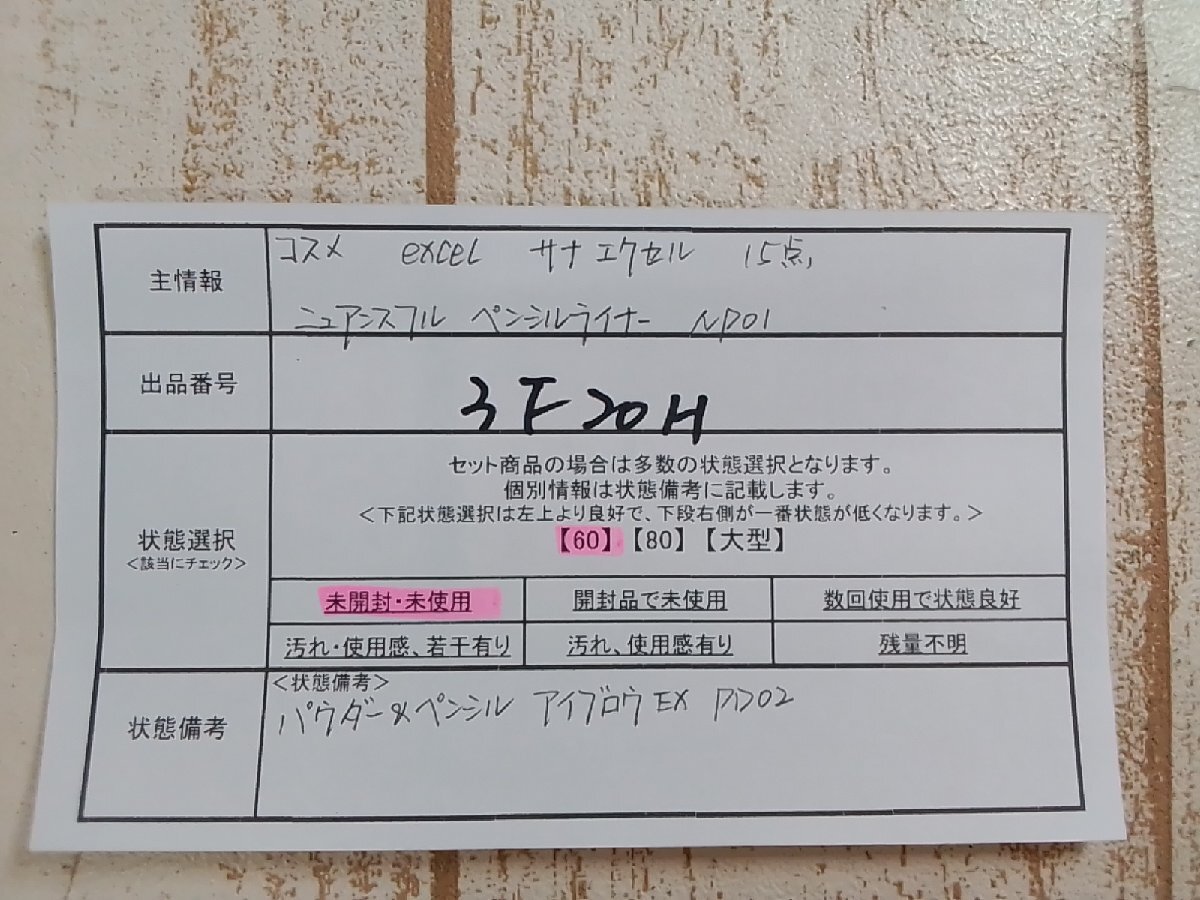 主情報
コスメ excel サナ エクセル 15点,
ニュアンスフル ペンシルライナー NP01
出品番号
3F20H
状態選択
<該当にチェック>
セット商品の場合は多数の状態選択となります。
個別情報は状態備考に記載します。
<下記状態選択は左上より良好で、下段右側が一番状態が低くなります。>
【60】【80】【大型】
未開封・未使用 開封品で未使用 数回使用で状態良好
汚れ・使用感、若干有り 汚れ、使用感有り 残量不明
状態備考
<状態備考>
パウダー&ペンシル アイブロウEX PD02